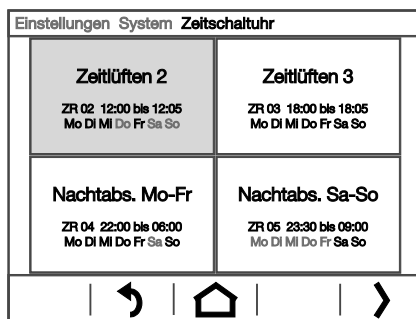 Einstellungen System Zeitschaltuhr
Zeitlüften 2
ZR 02 12:00 bis 12:05
Mo Di Mi Do Fr Sa So
Zeitlüften 3
ZR 03 18:00 bis 18:05
Mo Di Mi Do Fr Sa So
Nachtabs. Mo-Fr
ZR 04 22:00 bis 06:00
Mo Di Mi Do Fr Sa So
Nachtabs. Sa-So
ZR 05 23:30 bis 09:00
Mo Di Mi Do Fr Sa So